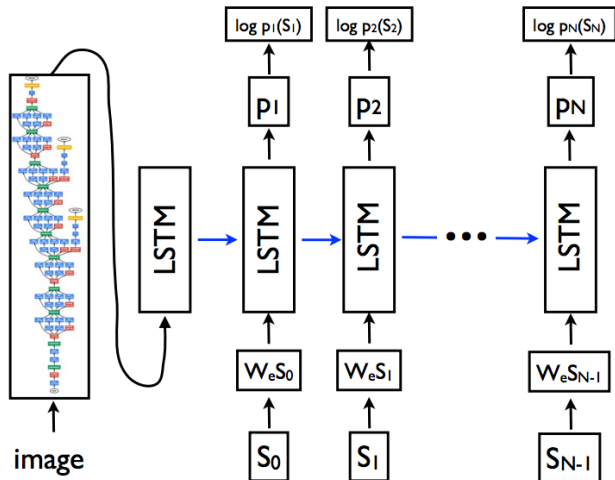 log p₁(S₁) log p₂(S₂) log pN(SN)
p₁ p₂ pN
LSTM LSTM LSTM LSTM
WeS₀ WeS₁ WeSN-1
S₀ S₁ SN-1
image